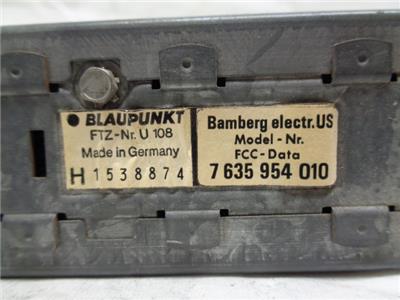 BLAUPUNKT
FTZ-Nr. U 108
Made in Germany
H 1538874
Bamberg electr.US
Model-Nr.
FCC-Data
7 635 954 010